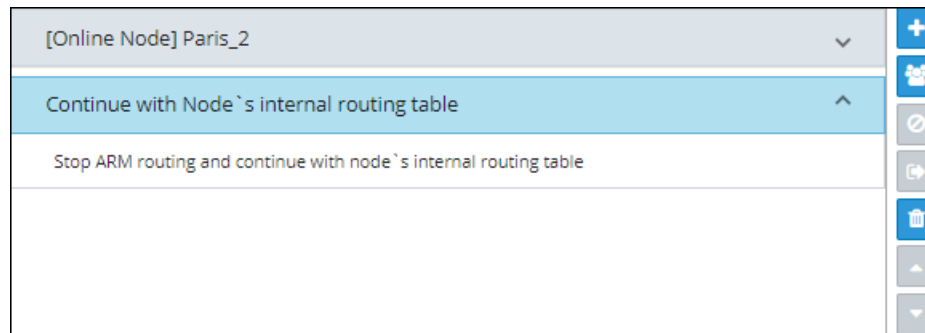 [Online Node] Paris_2
Continue with Node`s internal routing table
Stop ARM routing and continue with node`s internal routing table